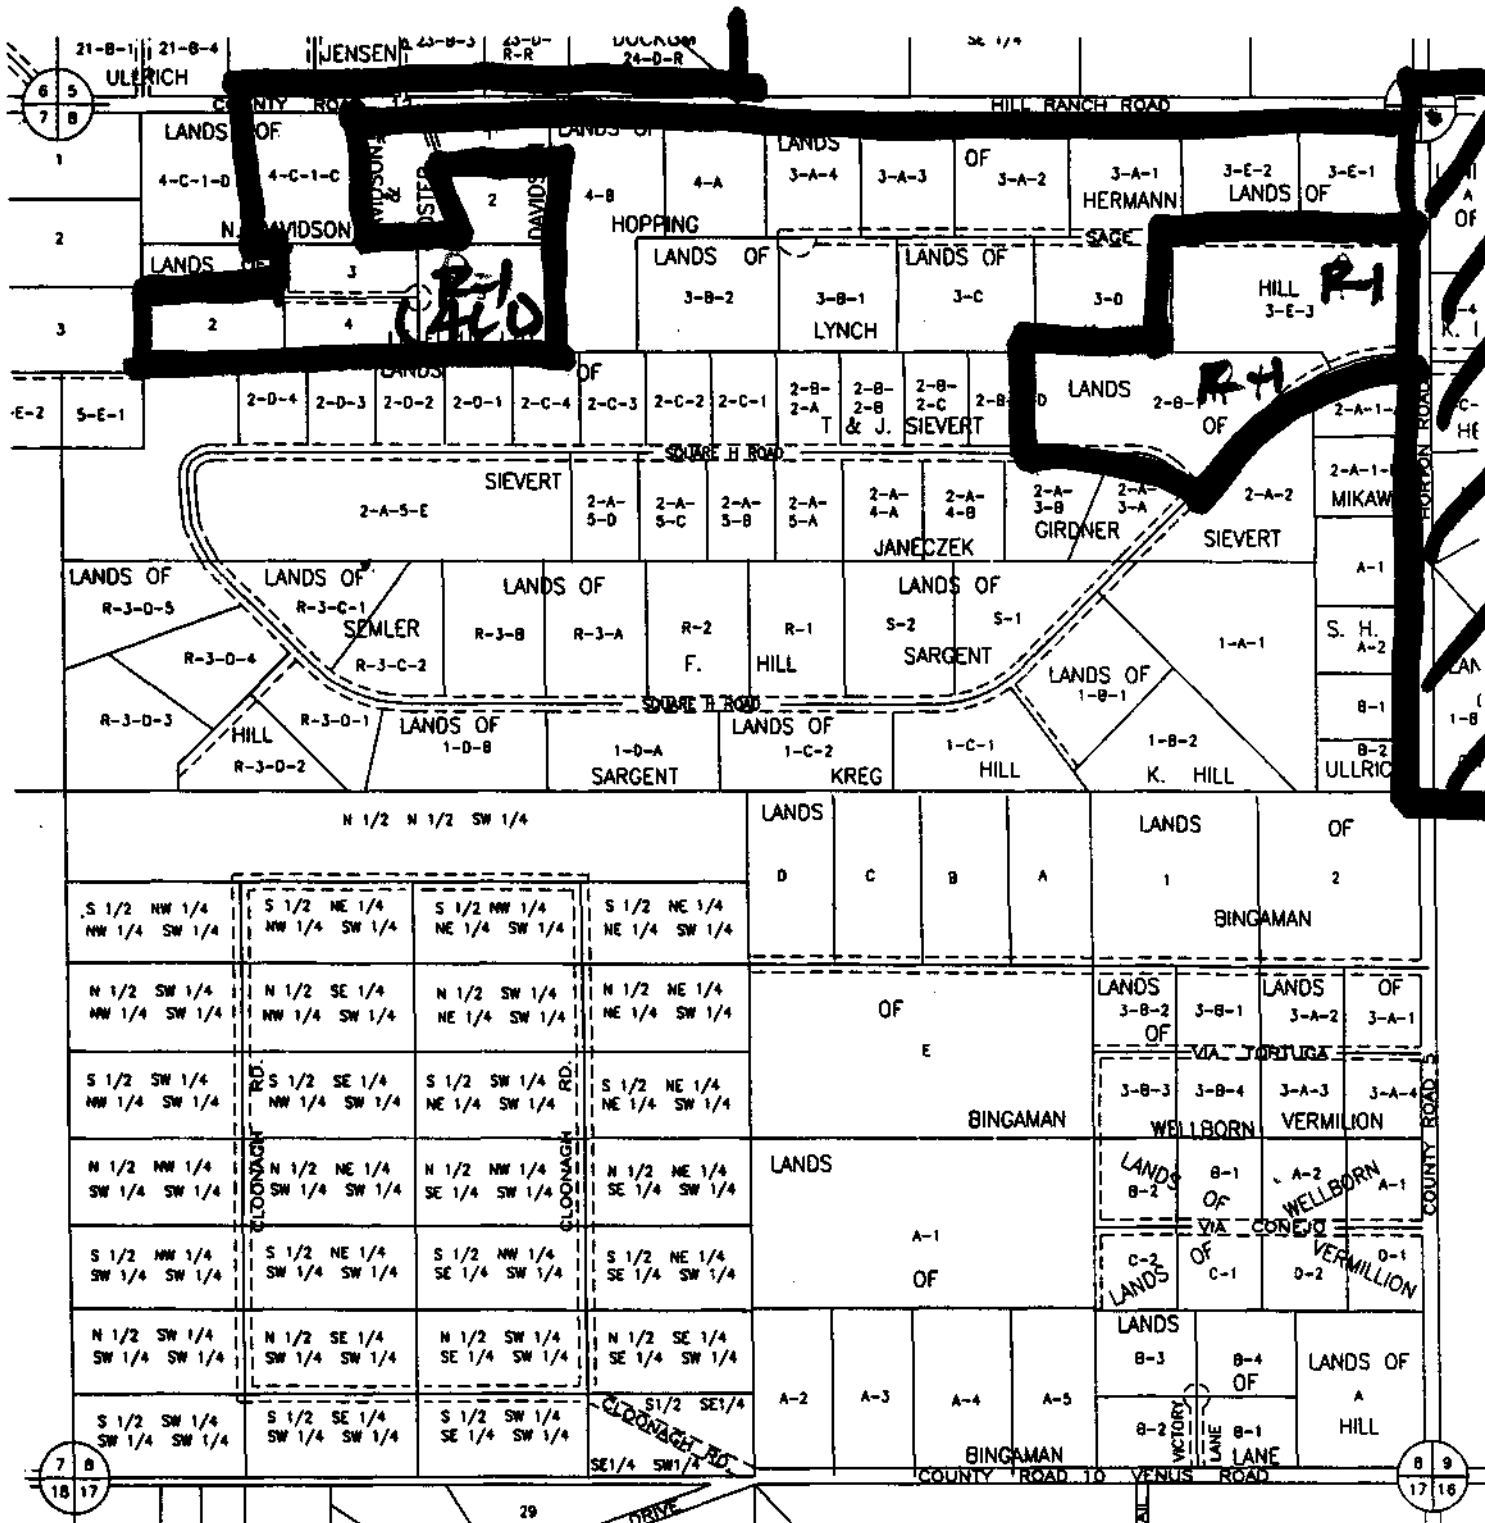 21-B-1 21-B-4 JENSEN 23-B-3 23-D-R-R 24-D-R SE 1/4
ULLRICH
6 5
7 8
HILL RANCH ROAD
LANDS OF
LANDS OF
LANDS
OF
1
4-C-1-D
4-C-1-C
2
4-B
4-A
3-A-4
3-A-3
3-A-2
3-A-1
3-E-2
3-E-1
HERMANN
LANDS OF
HOPPING
2
SAGE
LANDS
LANDS OF
LANDS OF
3
3-B-2
3-B-1
3-C
3-D
HILL
3-E-3
R-1
R-1
LYNCH
3
2
4
LANDS
OF
LANDS
OF
R-4
E-2
5-E-1
2-D-4
2-D-3
2-D-2
2-D-1
2-C-4
2-C-3
2-C-2
2-C-1
2-B-2-A
2-B-2-B
2-B-2-C
T & J. SIEVERT
SQUARE H ROAD
HORTON ROAD
SIEVERT
2-A-5-E
2-A-5-D
2-A-5-C
2-A-5-B
2-A-5-A
2-A-4-A
2-A-4-B
2-A-3-B
2-A-3-A
2-A-2
JANECZEK
GIRDNER
SIEVERT
A-1
LANDS OF
R-3-D-5
LANDS OF
R-3-C-1
SEMLER
R-3-C-2
LANDS OF
R-3-B
R-3-A
R-2
R-1
F. HILL
LANDS OF
S-2
S-1
SARGENT
1-A-1
S. H.
A-2
R-3-D-4
LANDS OF
1-B-1
R-3-D-3
HILL
R-3-D-1
R-3-D-2
SQUARE H ROAD
LANDS OF
1-D-B
1-D-A
SARGENT
LANDS OF
1-C-2
KREG
1-C-1
HILL
1-B-2
K. HILL
B-1
B-2
N 1/2 N 1/2 SW 1/4
LANDS
D
C
B
A
LANDS
OF
1
2
BINGAMAN
S 1/2 NW 1/4
NW 1/4 SW 1/4
S 1/2 NE 1/4
NW 1/4 SW 1/4
S 1/2 NW 1/4
NE 1/4 SW 1/4
S 1/2 NE 1/4
NE 1/4 SW 1/4
N 1/2 SW 1/4
NW 1/4 SW 1/4
N 1/2 SE 1/4
NW 1/4 SW 1/4
N 1/2 SW 1/4
NE 1/4 SW 1/4
N 1/2 NE 1/4
NE 1/4 SW 1/4
OF
E
BINGAMAN
LANDS
3-B-2
OF
3-B-1
LANDS
3-A-2
OF
3-A-1
VIA TORTUGA
S 1/2 SW 1/4
NW 1/4 SW 1/4
S 1/2 SE 1/4
NW 1/4 SW 1/4
S 1/2 SW 1/4
NE 1/4 SW 1/4
S 1/2 NE 1/4
NE 1/4 SW 1/4
3-B-3
3-B-4
3-A-3
3-A-4
WELLBORN
VERMILION
COUNTY ROAD 5
CLOONAGH RD.
CLOONAGH RD.
N 1/2 NW 1/4
SW 1/4 SW 1/4
N 1/2 NE 1/4
SW 1/4 SW 1/4
N 1/2 NW 1/4
SE 1/4 SW 1/4
N 1/2 NE 1/4
SE 1/4 SW 1/4
LANDS
A-1
OF
LANDS
B-2
OF
B-1
A-2
WELLBORN
A-1
VIA CONEJO
S 1/2 NW 1/4
SW 1/4 SW 1/4
S 1/2 NE 1/4
SW 1/4 SW 1/4
S 1/2 NW 1/4
SE 1/4 SW 1/4
S 1/2 NE 1/4
SE 1/4 SW 1/4
C-2
LANDS
OF
C-1
D-2
VERMILLION
D-1
N 1/2 SW 1/4
SW 1/4 SW 1/4
N 1/2 SE 1/4
SW 1/4 SW 1/4
N 1/2 SW 1/4
SE 1/4 SW 1/4
N 1/2 SE 1/4
SE 1/4 SW 1/4
A-2
A-3
A-4
A-5
BINGAMAN
LANDS
B-3
B-4
OF
LANDS OF
A
HILL
S 1/2 SW 1/4
SW 1/4 SW 1/4
S 1/2 SE 1/4
SW 1/4 SW 1/4
S 1/2 SW 1/4
SE 1/4 SW 1/4
S1/2 SE1/4
SE1/4 SW1/4
CLOONAGH RD.
B-2
VICTORY LANE
B-1
LANE
COUNTY ROAD 10 VENUS ROAD
7 8
18 17
8 9
17 16
29
DRIVE